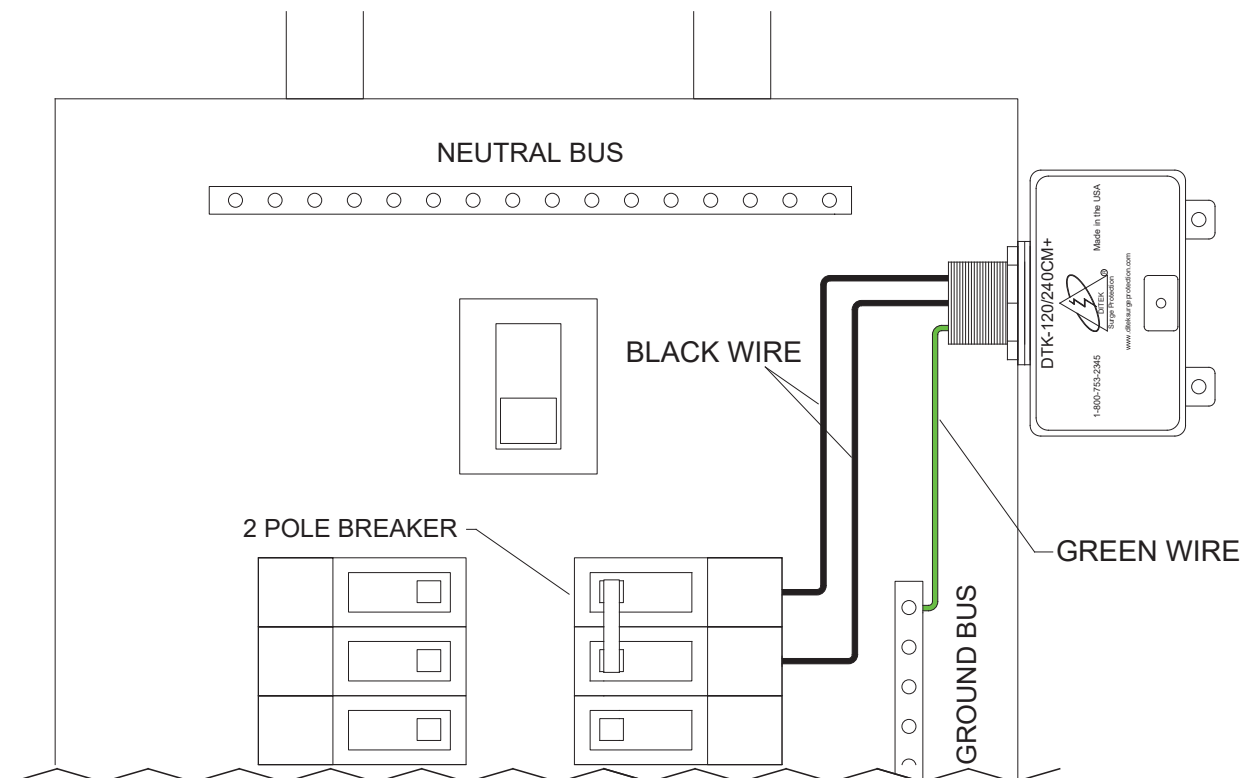 NEUTRAL BUS
BLACK WIRE
2 POLE BREAKER
GREEN WIRE
GROUND BUS
DTK-120/240CM+
DITEK
Surge Protection
1-800-753-2345
Made in the USA
www.diteksurgeprotection.com
R